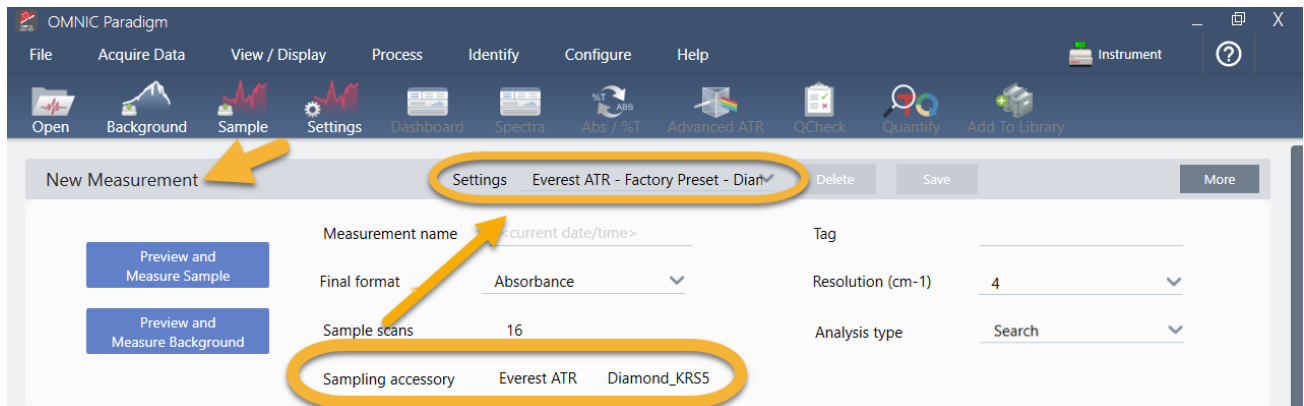 OMNIC Paradigm
File Acquire Data View / Display Process Identify Configure Help Instrument
%T ABS
Open Background Sample Settings Dashboard Spectra Abs / %T Advanced ATR QCheck Quantify Add To Library
New Measurement Settings Everest ATR - Factory Preset - Dian Delete Save More
Measurement name <current date/time> Tag
Preview and
Measure Sample
Final format Absorbance Resolution (cm-1) 4
Preview and
Measure Background
Sample scans 16 Analysis type Search
Sampling accessory Everest ATR Diamond_KRS5